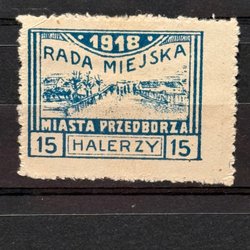 1918
RADA MIEJSKA
MIASTA PRZEDBORZA
15 HALERZY 15